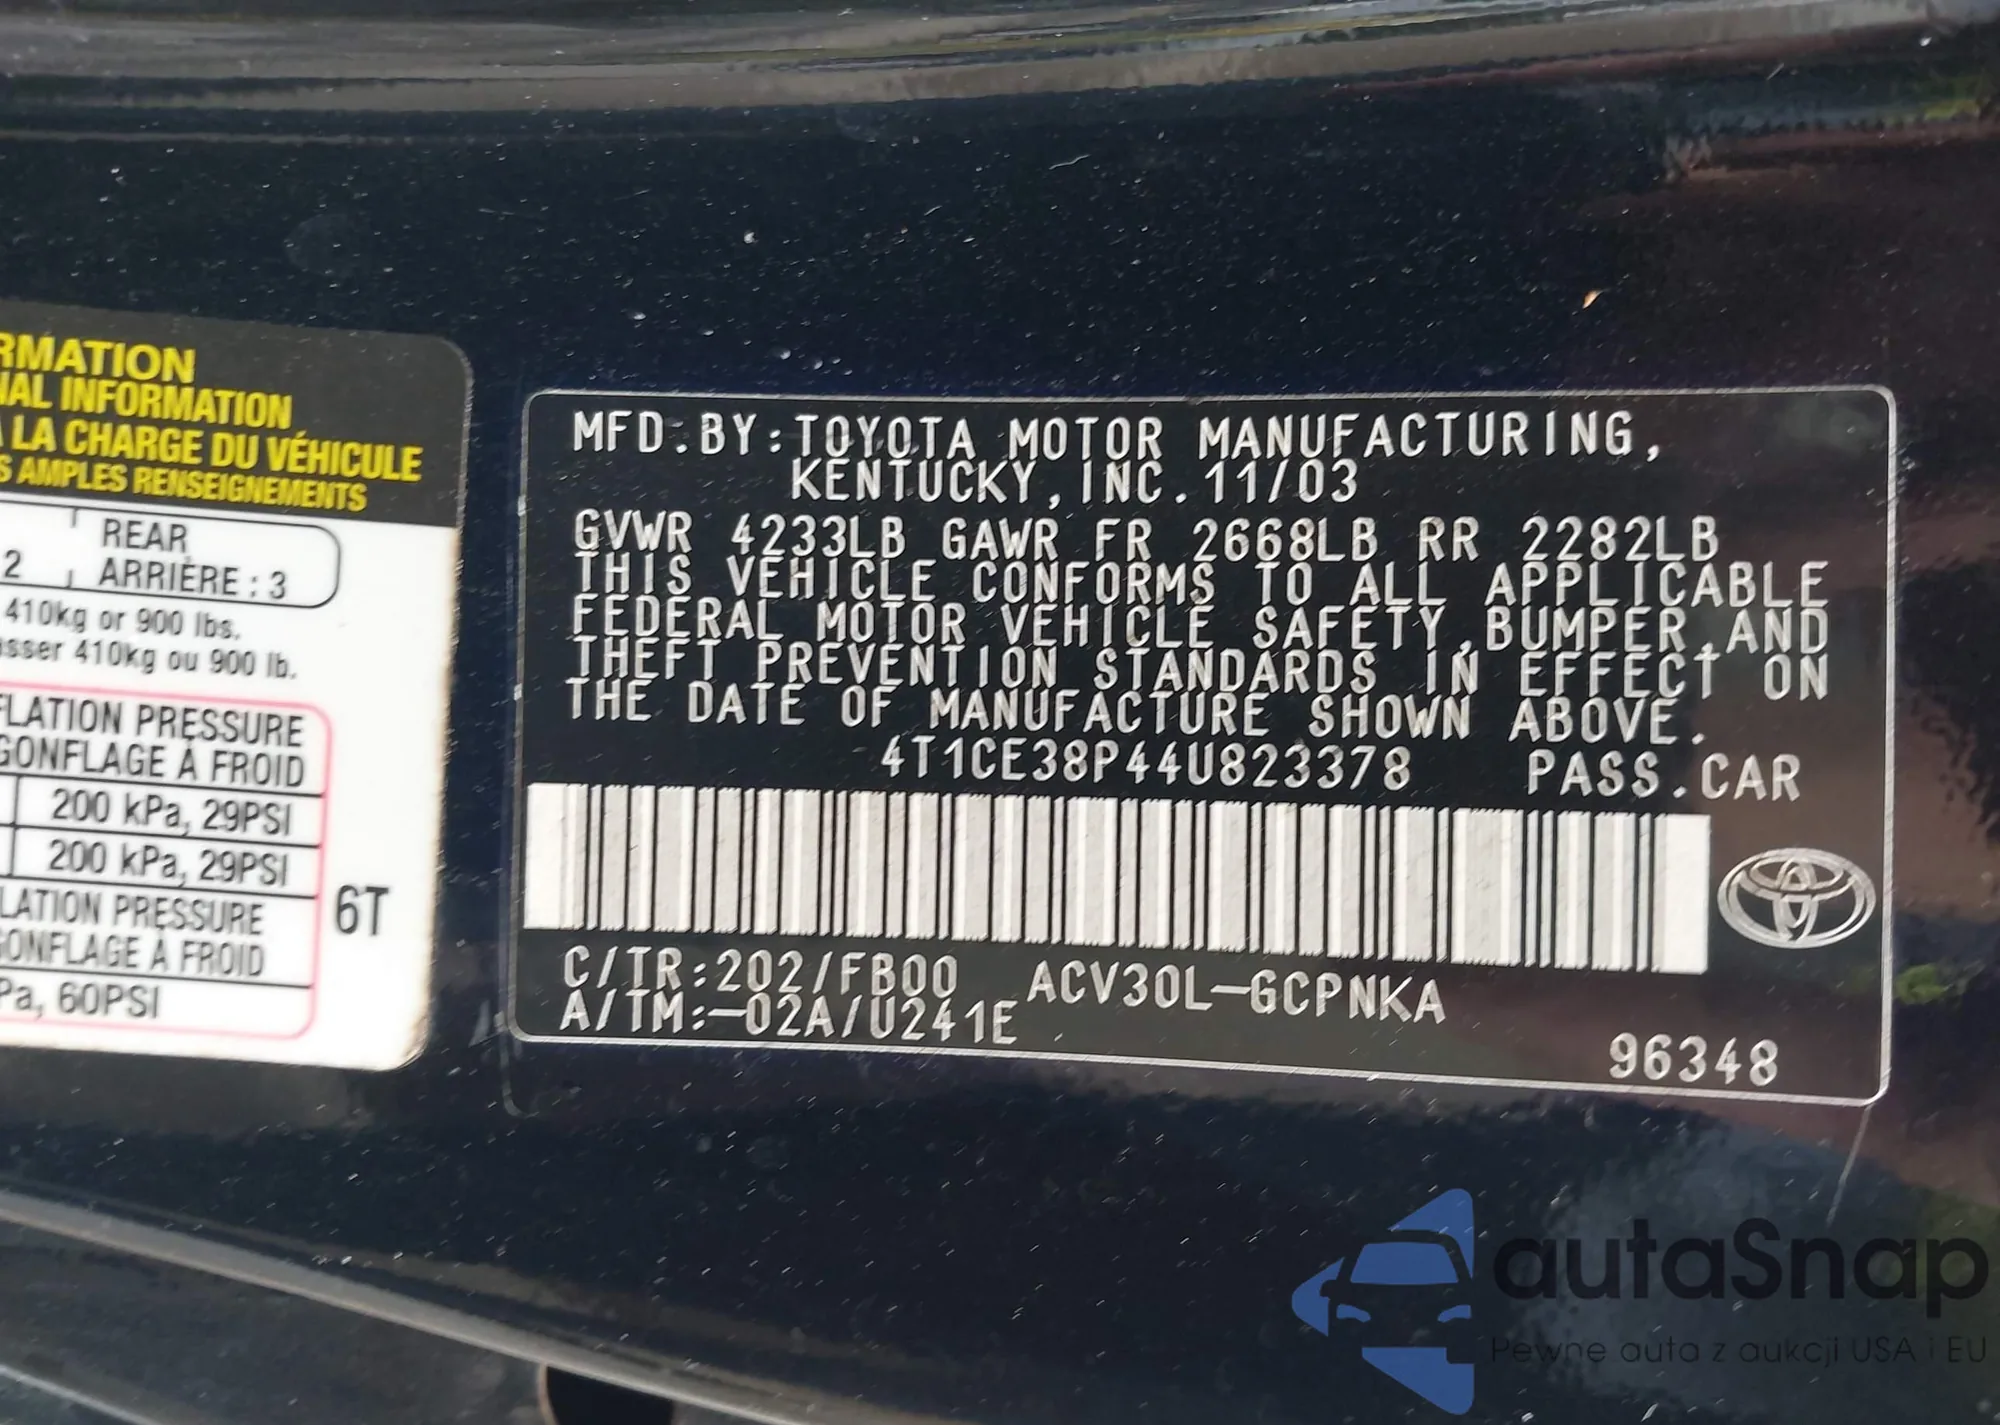 RMATION
NAL INFORMATION
À LA CHARGE DU VÉHICULE
S AMPLES RENSEIGNEMENTS
REAR
2 ARRIÈRE : 3
410kg or 900 lbs.
asser 410kg ou 900 lb.
FLATION PRESSURE
GONFLAGE À FROID
200 kPa, 29PSI
200 kPa, 29PSI
LATION PRESSURE
GONFLAGE À FROID
Pa, 60PSI
6T
MFD.BY:TOYOTA MOTOR MANUFACTURING,
KENTUCKY,INC.11/03
GVWR 4233LB GAWR FR 2668LB RR 2282LB
THIS VEHICLE CONFORMS TO ALL APPLICABLE
FEDERAL MOTOR VEHICLE SAFETY,BUMPER,AND
THEFT PREVENTION STANDARDS IN EFFECT ON
THE DATE OF MANUFACTURE SHOWN ABOVE.
4T1CE38P44U823378 PASS.CAR
C/TR:202/FB00 ACV30L-GCPNKA
A/TM:-02A/U241E
96348
autaSnap
Pewne auta z aukcji USA i EU